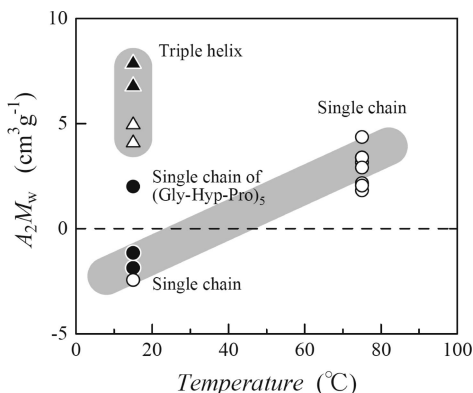 10
Triple helix
Single chain
5
Single chain of
(Gly-Hyp-Pro)₅
0
Single chain
-5
0 20 40 60 80 100
A₂M_w (cm³g⁻¹)
Temperature (℃)